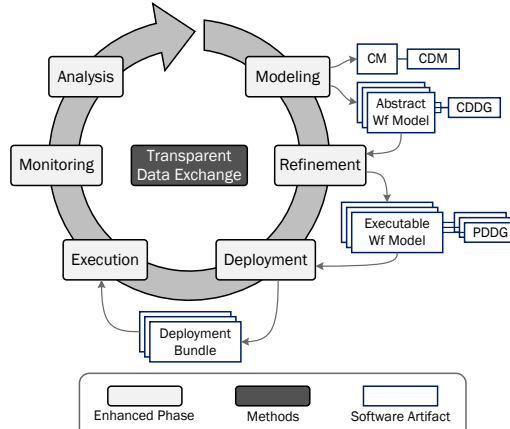 Analysis
Modeling
CM
CDM
Abstract
Wf Model
CDDG
Monitoring
Transparent
Data Exchange
Refinement
Executable
Wf Model
PDDG
Execution
Deployment
Deployment
Bundle
Enhanced Phase
Methods
Software Artifact